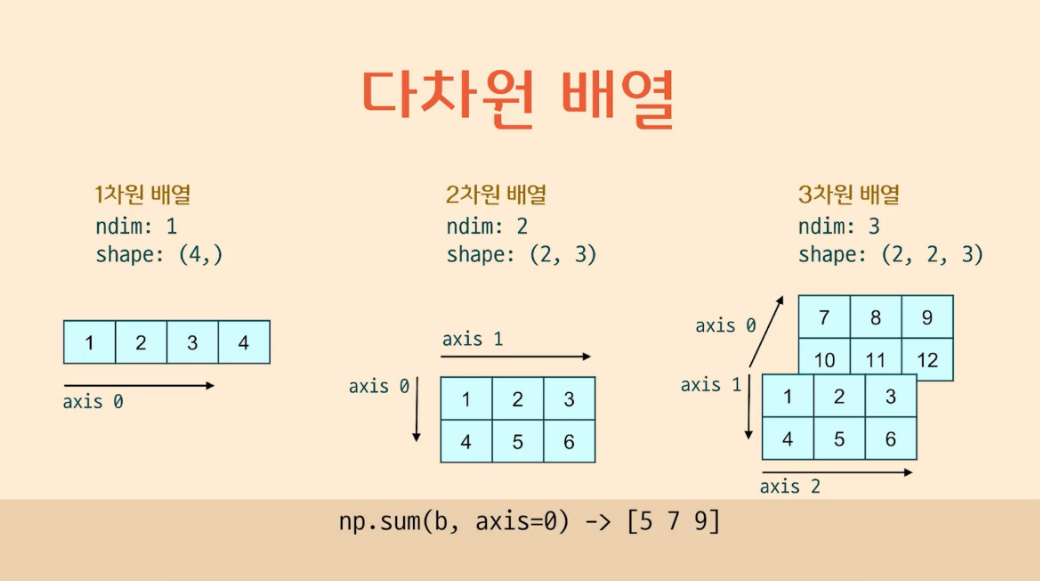 다차원 배열
1차원 배열
ndim: 1
shape: (4,)
1 2 3 4
axis 0
2차원 배열
ndim: 2
shape: (2, 3)
axis 1
axis 0
1 2 3
4 5 6
3차원 배열
ndim: 3
shape: (2, 2, 3)
axis 0
7 8 9
10 11 12
axis 1
1 2 3
4 5 6
axis 2
np.sum(b, axis=0) -> [5 7 9]